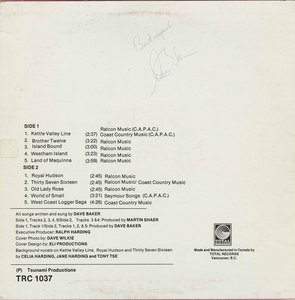 Best regards
SIDE 1
Ralcon Music (C.A.P.A.C.)
1. Kettle Valley Line (2:37) Coast Country Music (C.A.P.A.C.)
2. Brother Twelve (2:22) Ralcon Music
3. Island Bound (3:00) Ralcon Music
4. Westham Island (3:23) Ralcon Music
5. Land of Maquinna (3:59) Ralcon Music
SIDE 2
1. Royal Hudson (2:45) Ralcon Music
2. Thirty Seven Sixteen (2:45) Ralcon Music/ Coast Country Music
3. Old Lady Rose (2:45) Ralcon Music
4. World of Small (3:21) Seymour Songs (C.A.P.A.C.)
5. West Coast Logger Saga (4:26) Coast Country Music
All songs written and sung by DAVE BAKER
Side 1, Tracks 2, 3, 4, 5/Side 2, Tracks 3 & 4: Produced by MARTIN SHAER
Side 1, Track 1/Side 2, Tracks 1, 2, & 5: Produced by DAVE BAKER
Executive Producer: RALPH HARDING
Cover Photo by: DAVE WILKIE
Cover Design by: ELI PRODUCTIONS
Background vocals on Kettle Valley Line, Royal Hudson and Thirty Seven Sixteen
by CELIA HARDING, JANE HARDING and TONY TSE
(P) Tsunami Productions
TRC 1037
Made and Manufactured in Canada by
TOTAL RECORDS
Vancouver, B.C.